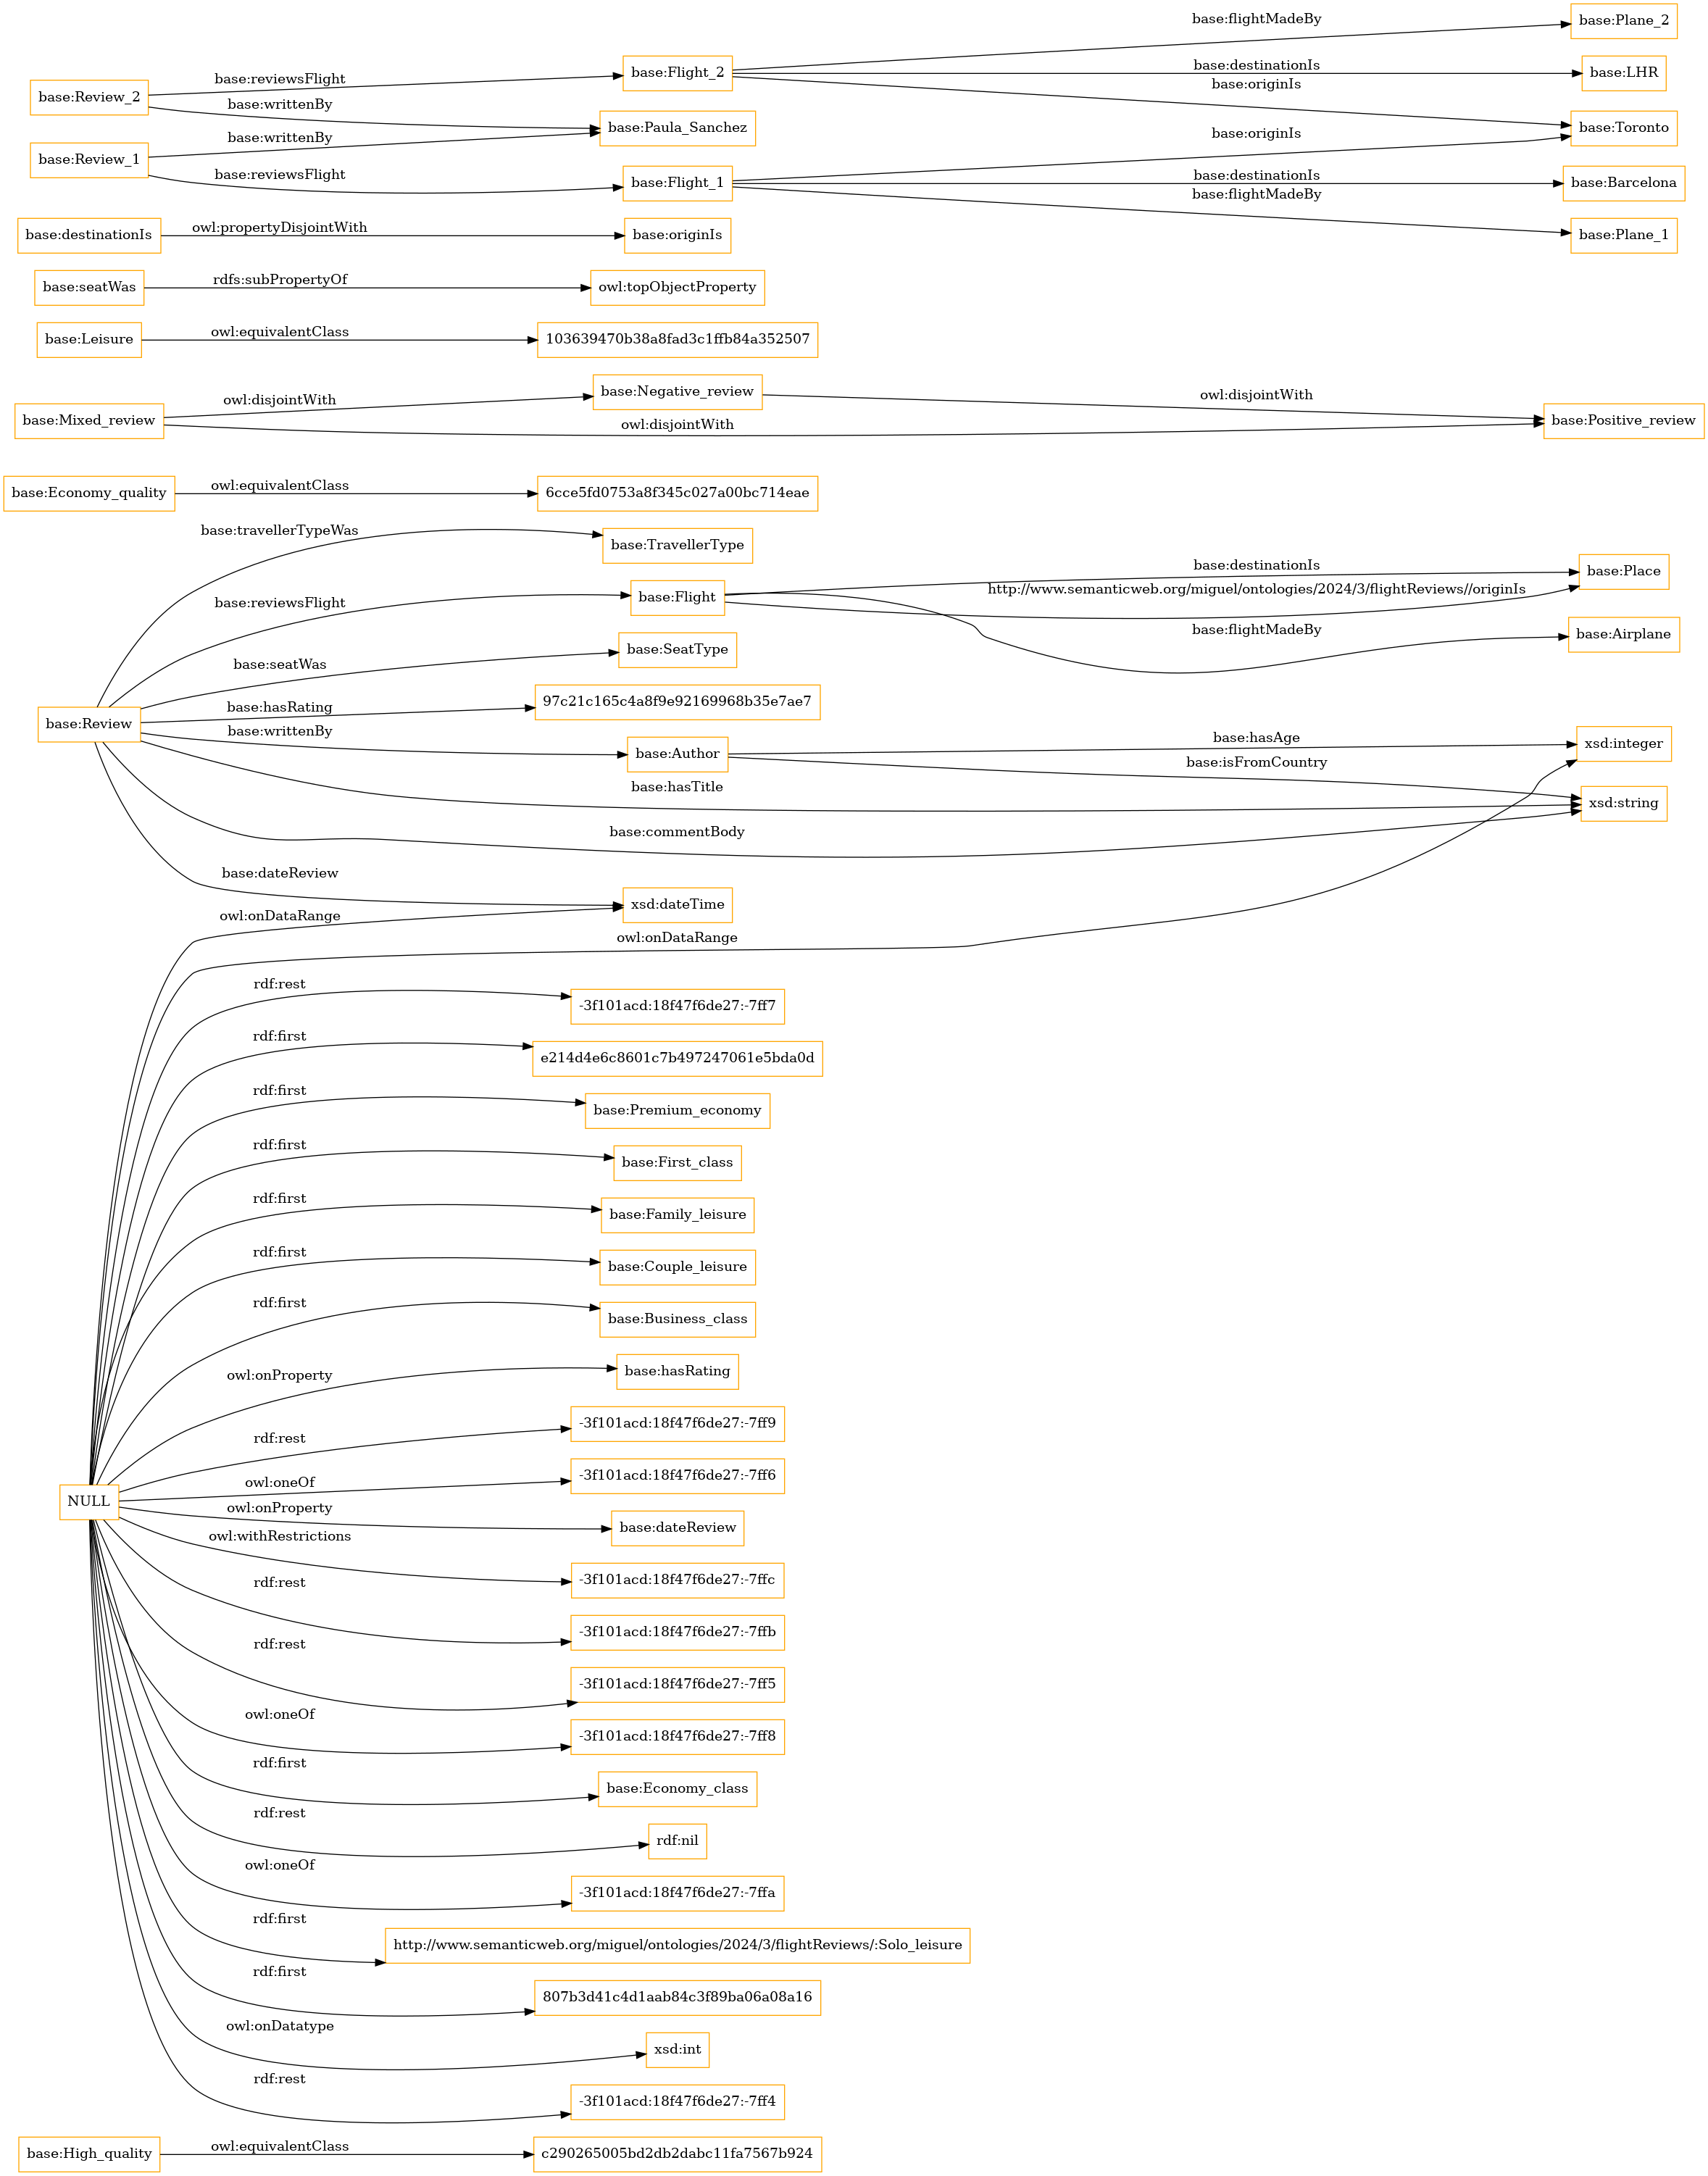 base:flightMadeBy
base:Plane_2
base:Review_2
base:reviewsFlight
base:Flight_2
base:destinationIs
base:LHR
base:originIs
base:writtenBy
base:Paula_Sanchez
base:Toronto
base:Review_1
base:writtenBy
base:originIs
base:reviewsFlight
base:Flight_1
base:destinationIs
base:Barcelona
base:flightMadeBy
base:Plane_1
base:destinationIs
owl:propertyDisjointWith
base:originIs
base:seatWas
rdfs:subPropertyOf
owl:topObjectProperty
base:Leisure
owl:equivalentClass
103639470b38a8fad3c1ffb84a352507
base:Mixed_review
owl:disjointWith
base:Negative_review
owl:disjointWith
owl:disjointWith
base:Positive_review
base:Economy_quality
owl:equivalentClass
6cce5fd0753a8f345c027a00bc714eae
base:travellerTypeWas
base:TravellerType
base:reviewsFlight
base:Flight
base:destinationIs
base:Place
http://www.semanticweb.org/miguel/ontologies/2024/3/flightReviews//originIs
base:flightMadeBy
base:Airplane
base:seatWas
base:SeatType
base:Review
base:hasRating
97c21c165c4a8f9e92169968b35e7ae7
base:writtenBy
base:Author
base:hasAge
xsd:integer
base:isFromCountry
xsd:string
base:hasTitle
base:commentBody
base:dateReview
xsd:dateTime
owl:onDataRange
owl:onDataRange
rdf:rest
-3f101acd:18f47f6de27:-7ff7
rdf:first
e214d4e6c8601c7b497247061e5bda0d
rdf:first
base:Premium_economy
rdf:first
base:First_class
rdf:first
base:Family_leisure
rdf:first
base:Couple_leisure
rdf:first
base:Business_class
owl:onProperty
base:hasRating
rdf:rest
-3f101acd:18f47f6de27:-7ff9
NULL
owl:oneOf
-3f101acd:18f47f6de27:-7ff6
owl:onProperty
base:dateReview
owl:withRestrictions
-3f101acd:18f47f6de27:-7ffc
rdf:rest
-3f101acd:18f47f6de27:-7ffb
rdf:rest
-3f101acd:18f47f6de27:-7ff5
owl:oneOf
-3f101acd:18f47f6de27:-7ff8
rdf:first
base:Economy_class
rdf:rest
rdf:nil
owl:oneOf
-3f101acd:18f47f6de27:-7ffa
rdf:first
http://www.semanticweb.org/miguel/ontologies/2024/3/flightReviews/:Solo_leisure
rdf:first
807b3d41c4d1aab84c3f89ba06a08a16
owl:onDatatype
xsd:int
rdf:rest
-3f101acd:18f47f6de27:-7ff4
base:High_quality
owl:equivalentClass
c290265005bd2db2dabc11fa7567b924